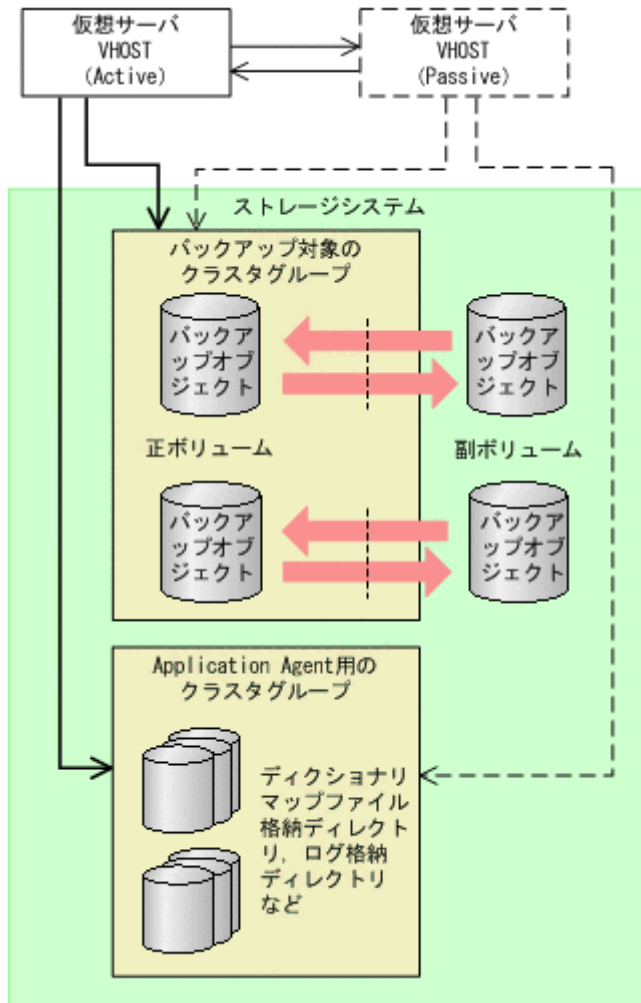 仮想サーバ
VHOST
(Active)
仮想サーバ
VHOST
(Passive)
ストレージシステム
バックアップ対象の
クラスタグループ
バックア
ップオブ
ジェクト
バックア
ップオブ
ジェクト
正ボリューム
副ボリューム
バックア
ップオブ
ジェクト
バックア
ップオブ
ジェクト
Application Agent用の
クラスタグループ
ディクショナリ
マップファイル
格納ディレクト
リ，ログ格納
ディレクトリ
など